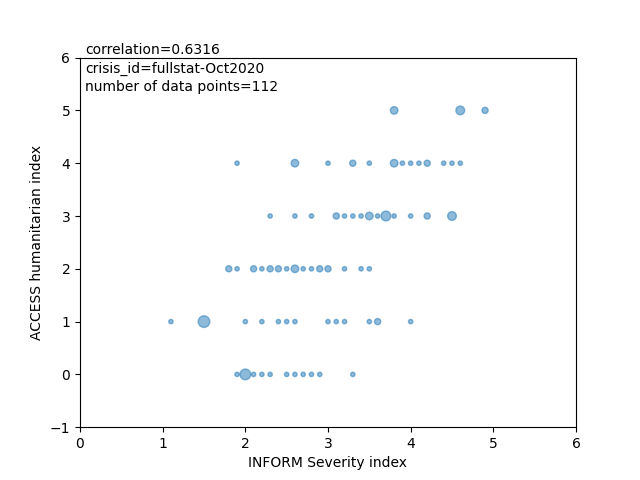 correlation=0.6316
crisis_id=fullstat-Oct2020
number of data points=112
6
5
4
3
2
1
0
−1
ACCESS humanitarian index
0 1 2 3 4 5 6
INFORM Severity index